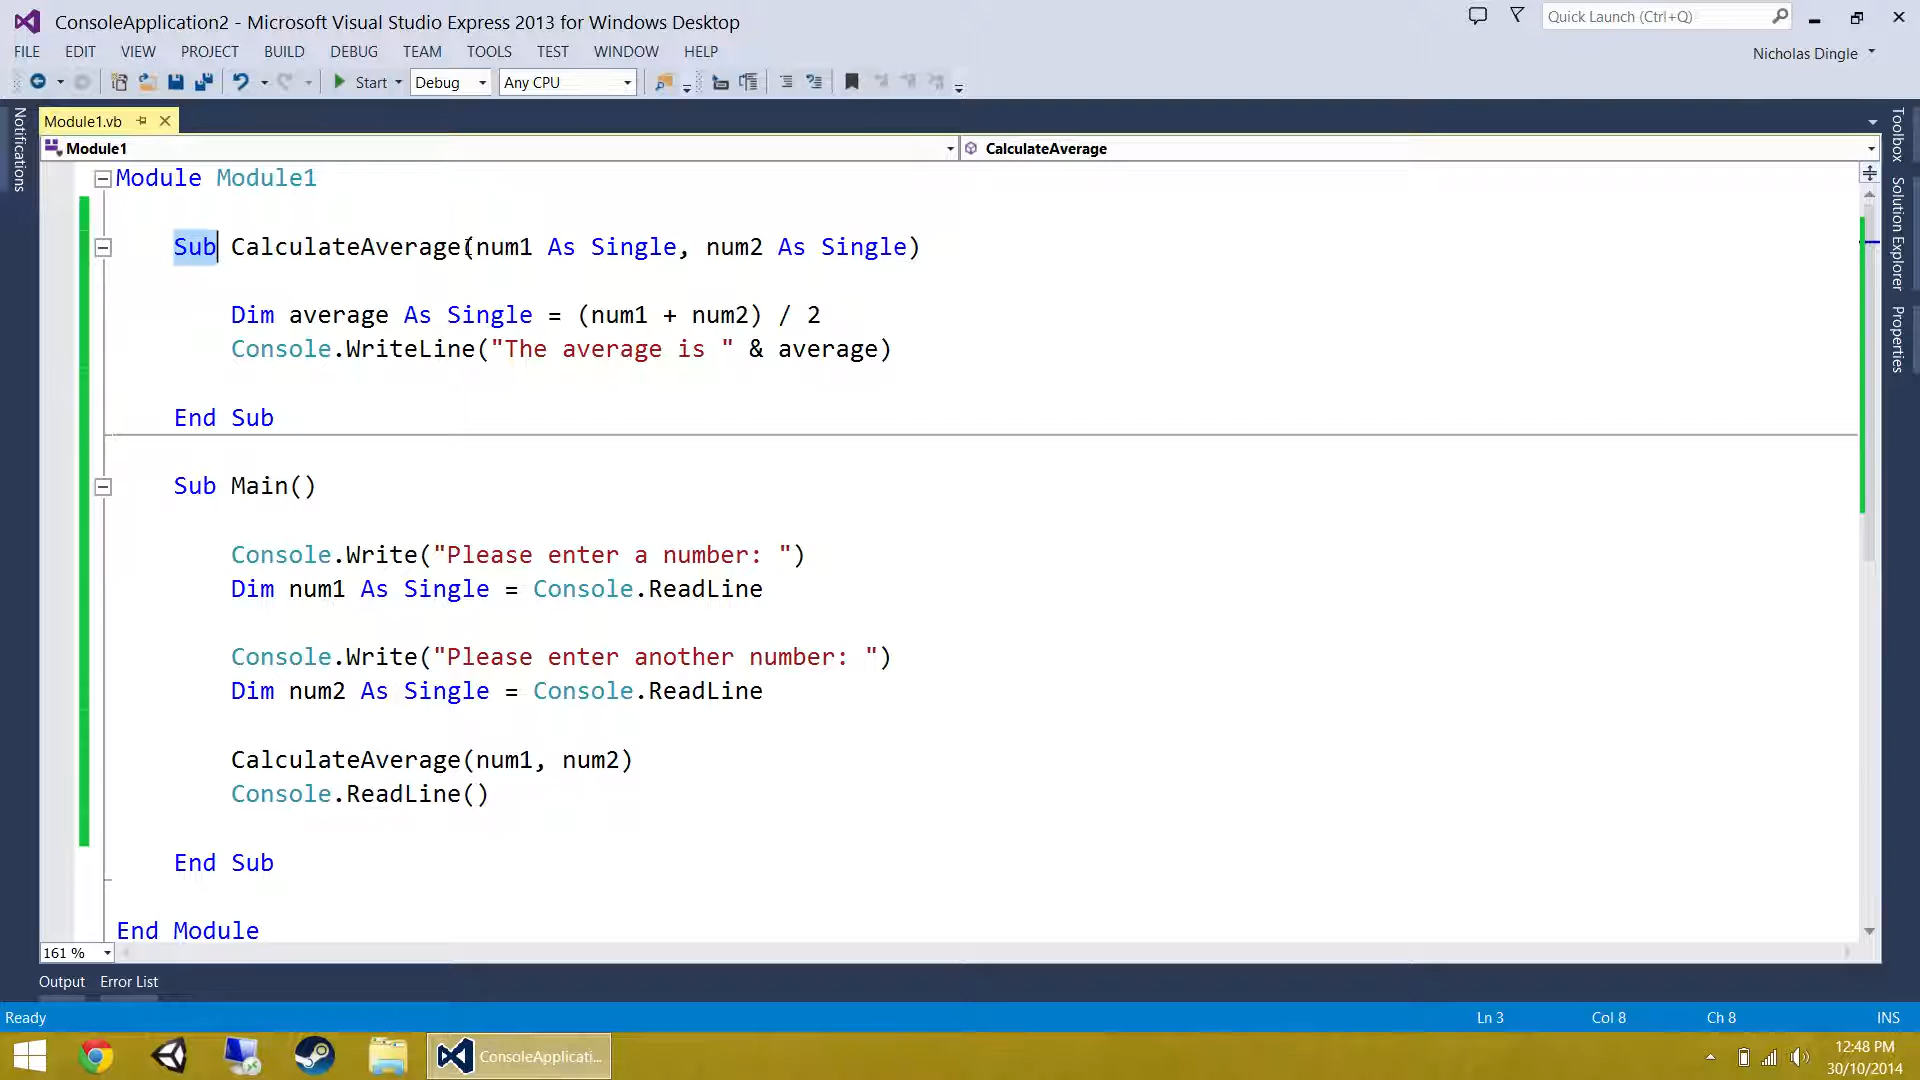 ConsoleApplication2 - Microsoft Visual Studio Express 2013 for Windows Desktop
Quick Launch (Ctrl+Q)
FILE EDIT VIEW PROJECT BUILD DEBUG TEAM TOOLS TEST WINDOW HELP
Nicholas Dingle
Start Debug Any CPU
Notifications
Module1.vb
Toolbox
Solution Explorer
Properties
Module1
CalculateAverage
Module Module1
Sub CalculateAverage(num1 As Single, num2 As Single)
Dim average As Single = (num1 + num2) / 2
Console.WriteLine("The average is " & average)
End Sub
Sub Main()
Console.Write("Please enter a number: ")
Dim num1 As Single = Console.ReadLine
Console.Write("Please enter another number: ")
Dim num2 As Single = Console.ReadLine
CalculateAverage(num1, num2)
Console.ReadLine()
End Sub
End Module
161 %
Output Error List
Ready Ln 3 Col 8 Ch 8 INS
ConsoleApplicati...
12:48 PM
30/10/2014